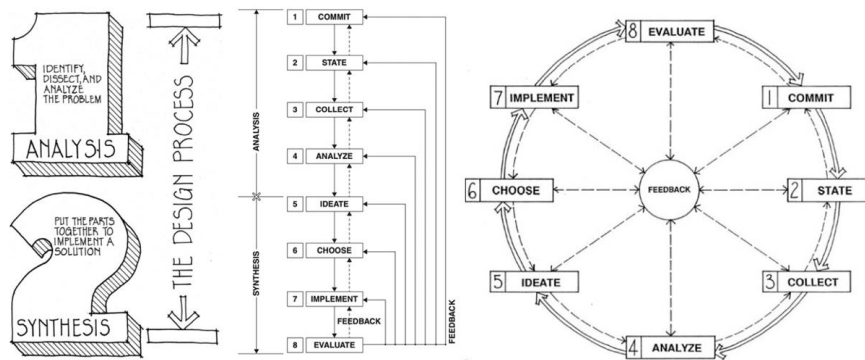 IDENTIFY,
DISSECT, AND
ANALYZE
THE PROBLEM
ANALYSIS
PUT THE PARTS
TOGETHER TO
IMPLEMENT A
SOLUTION
SYNTHESIS
THE DESIGN PROCESS
ANALYSIS
SYNTHESIS
1 COMMIT
2 STATE
3 COLLECT
4 ANALYZE
5 IDEATE
6 CHOOSE
7 IMPLEMENT
FEEDBACK
8 EVALUATE
FEEDBACK
8 EVALUATE
1 COMMIT
2 STATE
3 COLLECT
4 ANALYZE
5 IDEATE
6 CHOOSE
7 IMPLEMENT
FEEDBACK